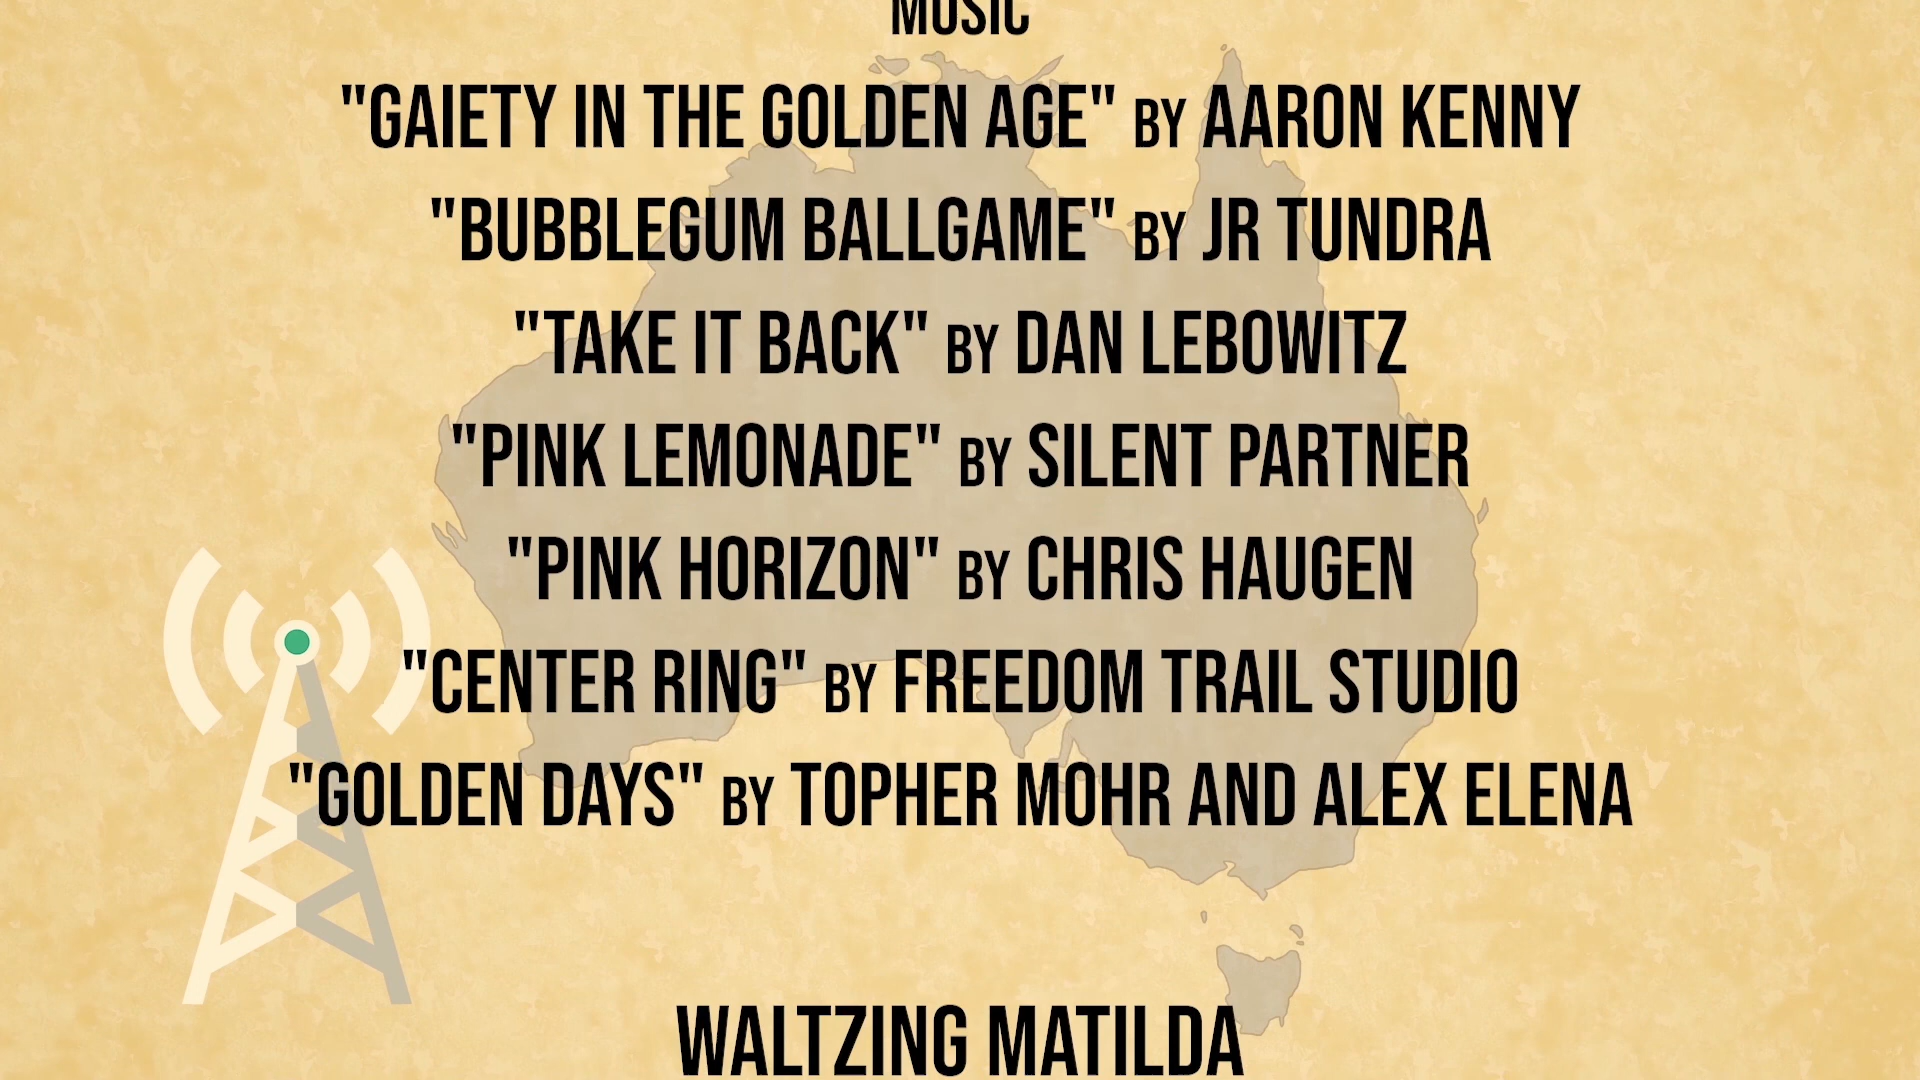 MUSIC
"GAIETY IN THE GOLDEN AGE" BY AARON KENNY
"BUBBLEGUM BALLGAME" BY JR TUNDRA
"TAKE IT BACK" BY DAN LEBOWITZ
"PINK LEMONADE" BY SILENT PARTNER
"PINK HORIZON" BY CHRIS HAUGEN
"CENTER RING" BY FREEDOM TRAIL STUDIO
"GOLDEN DAYS" BY TOPHER MOHR AND ALEX ELENA
WALTZING MATILDA